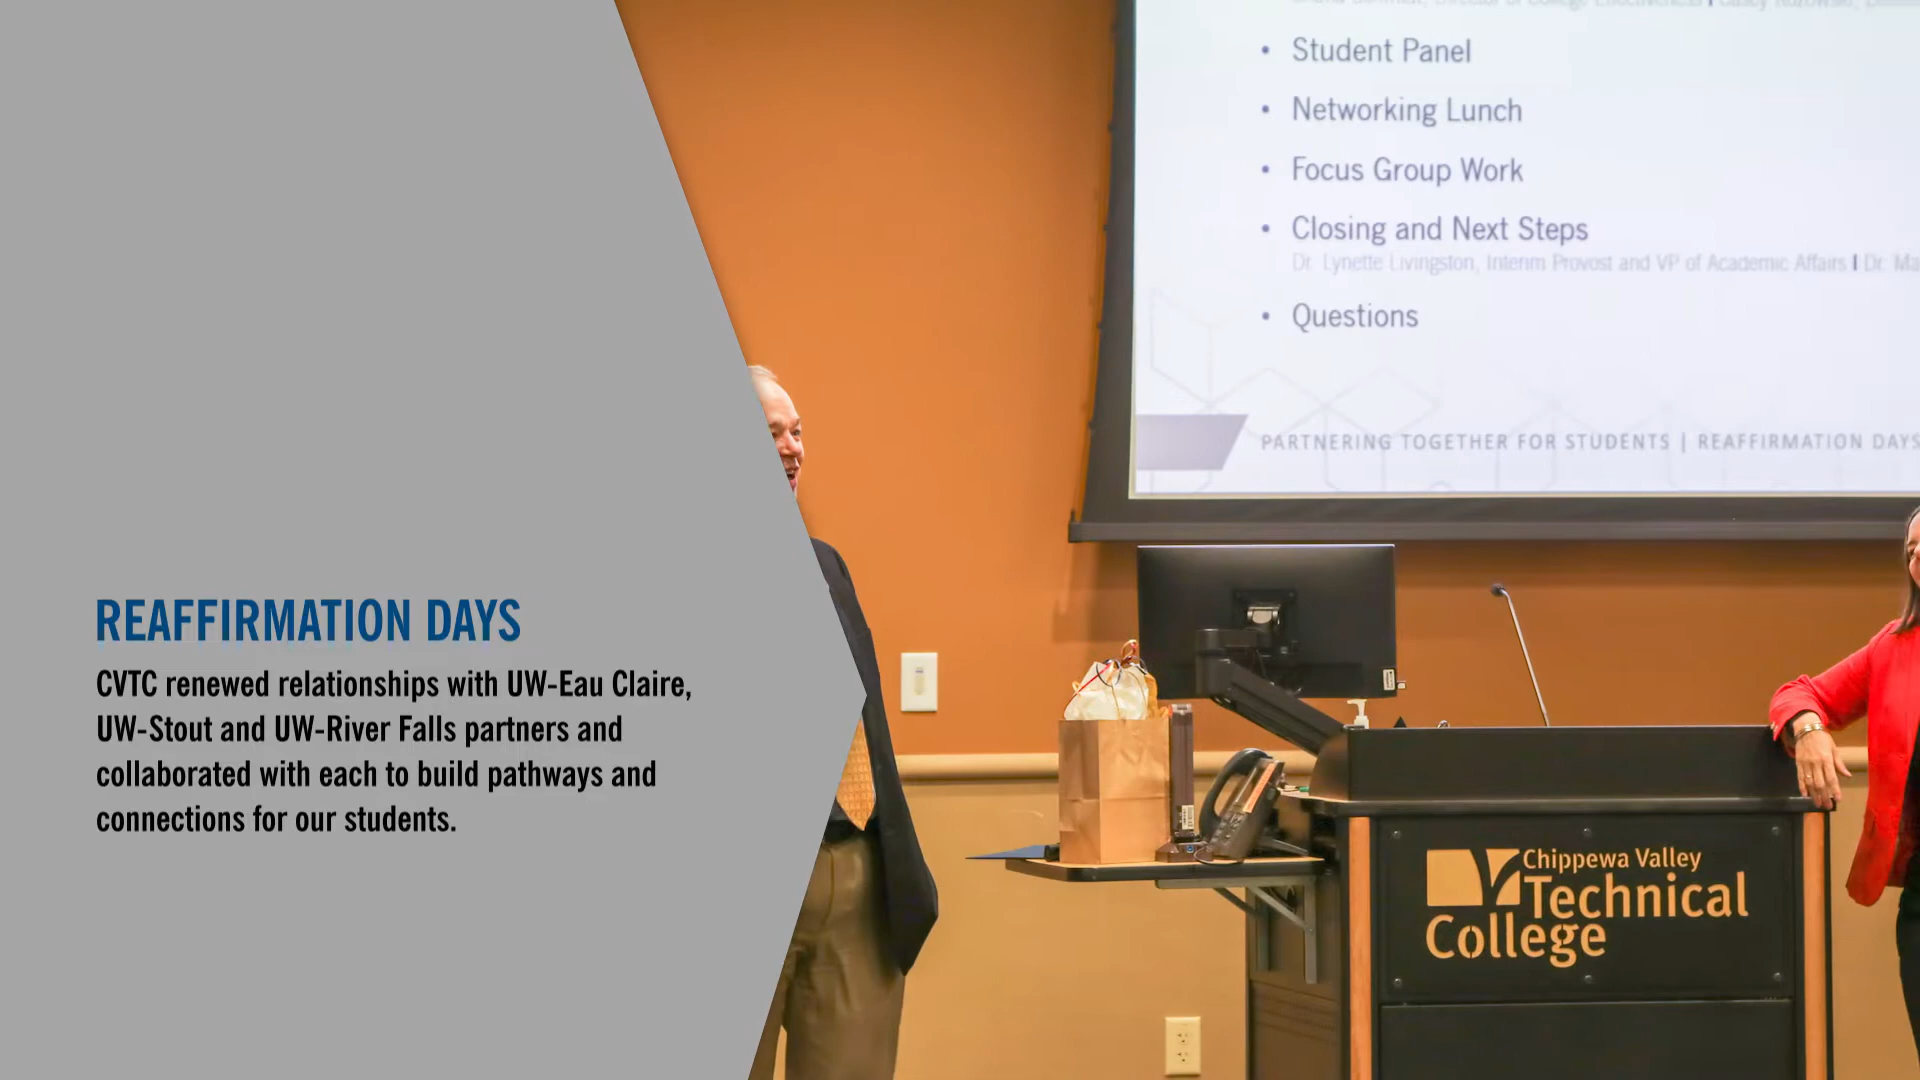 REAFFIRMATION DAYS
CVTC renewed relationships with UW-Eau Claire,
UW-Stout and UW-River Falls partners and
collaborated with each to build pathways and
connections for our students.
• Student Panel
• Networking Lunch
• Focus Group Work
• Closing and Next Steps
Dr. Lynette Livingston, Interim Provost and VP of Academic Affairs | Dr.
• Questions
PARTNERING TOGETHER FOR STUDENTS | REAFFIRMATION DAYS
Chippewa Valley
Technical
College